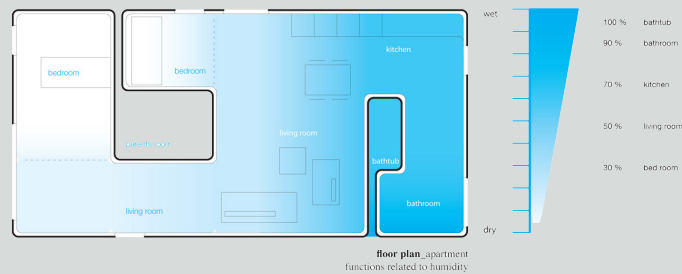 wet
100 % bathtub
90 % bathroom
kitchen
bedroom
bedroom
70 % kitchen
50 % living room
living room
bathtub
30 % bed room
bathroom
living room
dry
floor plan_apartment
functions related to humidity